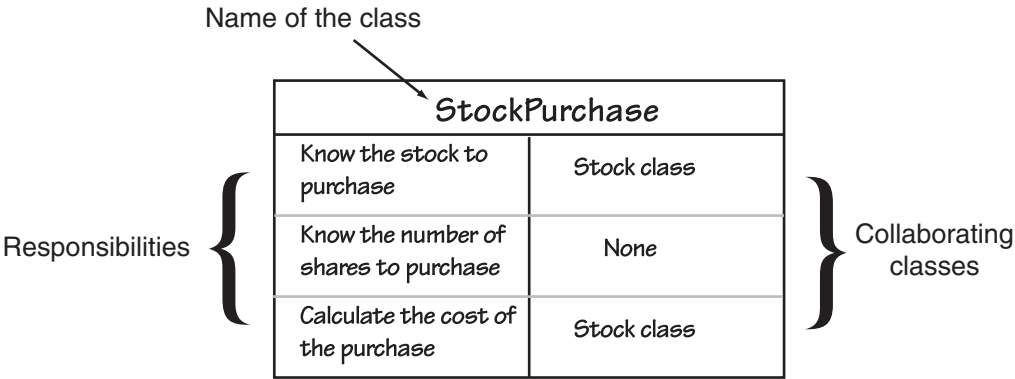 Name of the class
StockPurchase
Know the stock to
purchase
Stock class
Know the number of
shares to purchase
None
Calculate the cost of
the purchase
Stock class
Responsibilities
Collaborating
classes